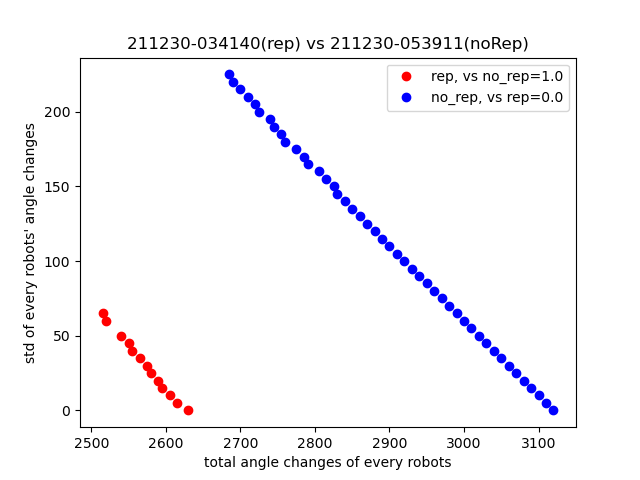 211230-034140(rep) vs 211230-053911(noRep)
rep, vs no_rep=1.0
no_rep, vs rep=0.0
std of every robots' angle changes
200
150
100
50
0
2500 2600 2700 2800 2900 3000 3100
total angle changes of every robots